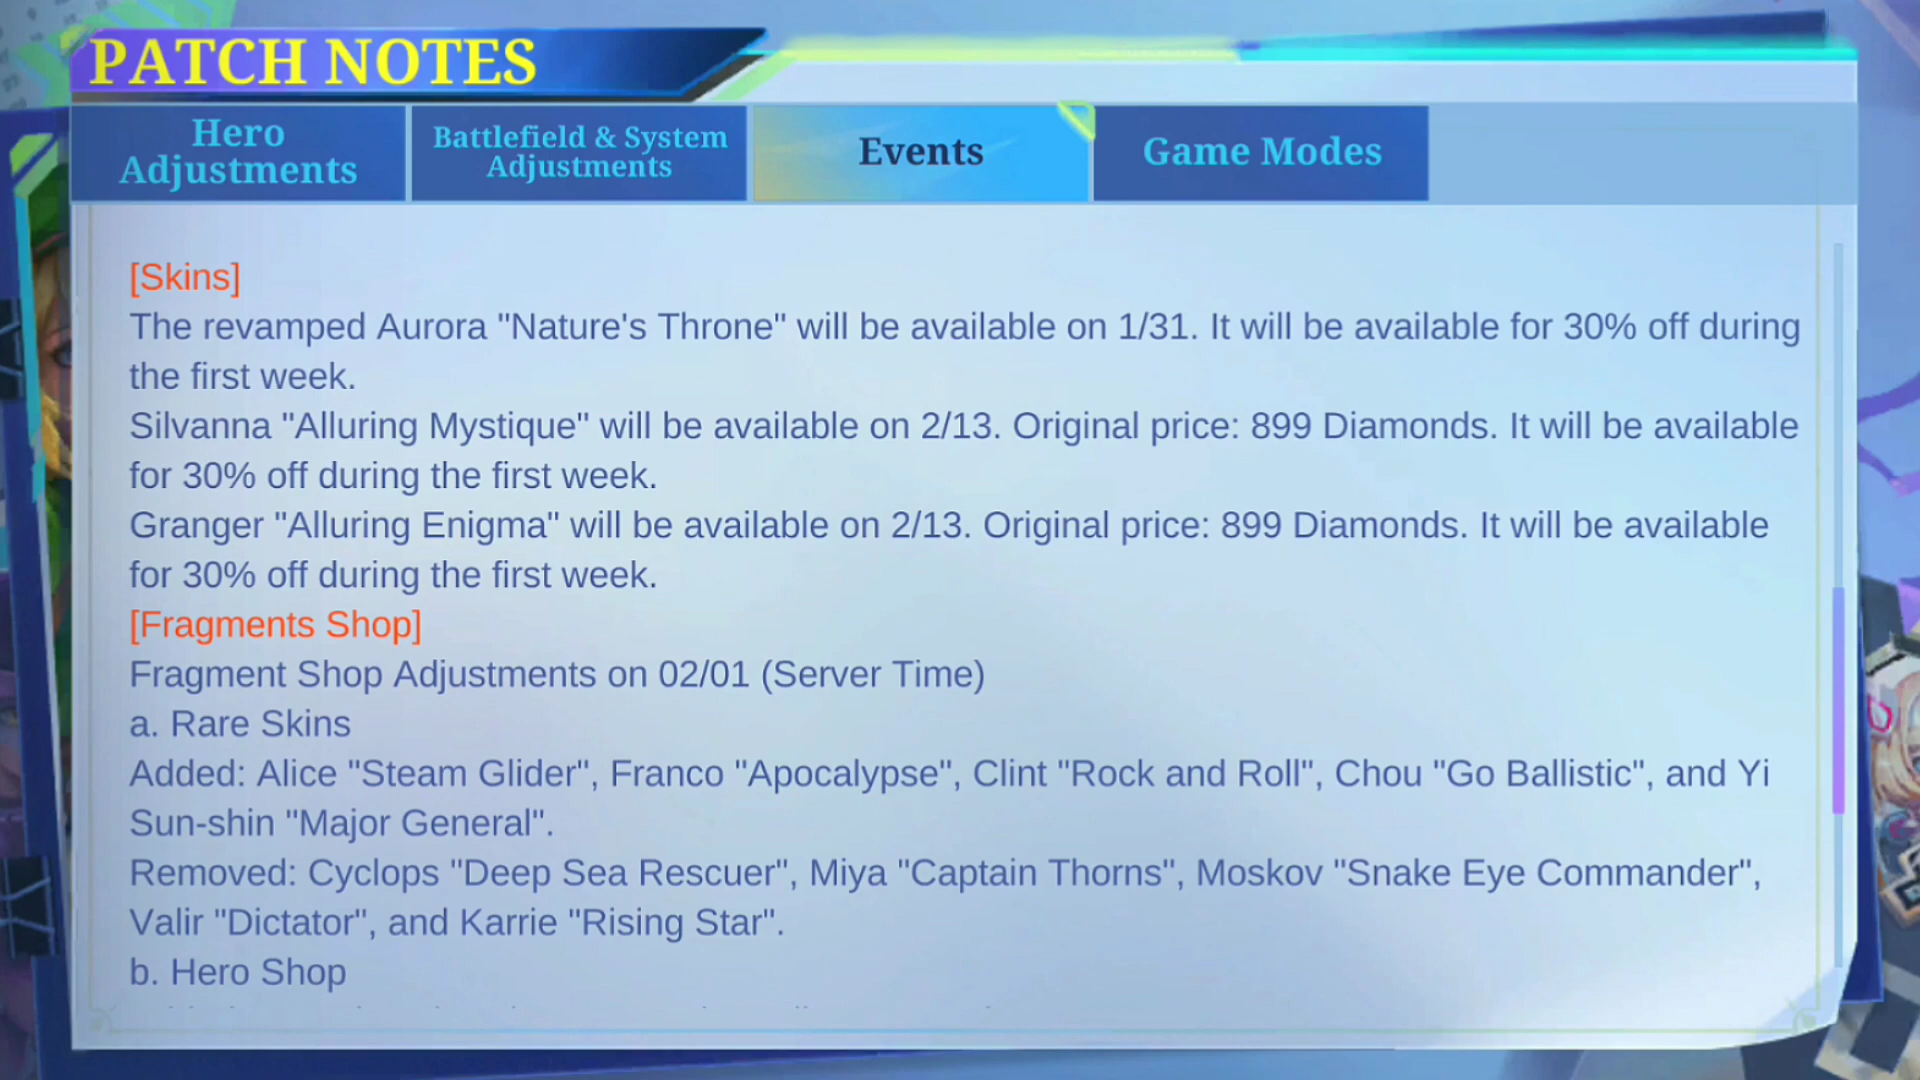 PATCH NOTES
Hero
Adjustments
Battlefield & System
Adjustments
Events
Game Modes
[Skins]
The revamped Aurora "Nature's Throne" will be available on 1/31. It will be available for 30% off during
the first week.
Silvanna "Alluring Mystique" will be available on 2/13. Original price: 899 Diamonds. It will be available
for 30% off during the first week.
Granger "Alluring Enigma" will be available on 2/13. Original price: 899 Diamonds. It will be available
for 30% off during the first week.
[Fragments Shop]
Fragment Shop Adjustments on 02/01 (Server Time)
a. Rare Skins
Added: Alice "Steam Glider", Franco "Apocalypse", Clint "Rock and Roll", Chou "Go Ballistic", and Yi
Sun-shin "Major General".
Removed: Cyclops "Deep Sea Rescuer", Miya "Captain Thorns", Moskov "Snake Eye Commander",
Valir "Dictator", and Karrie "Rising Star".
b. Hero Shop